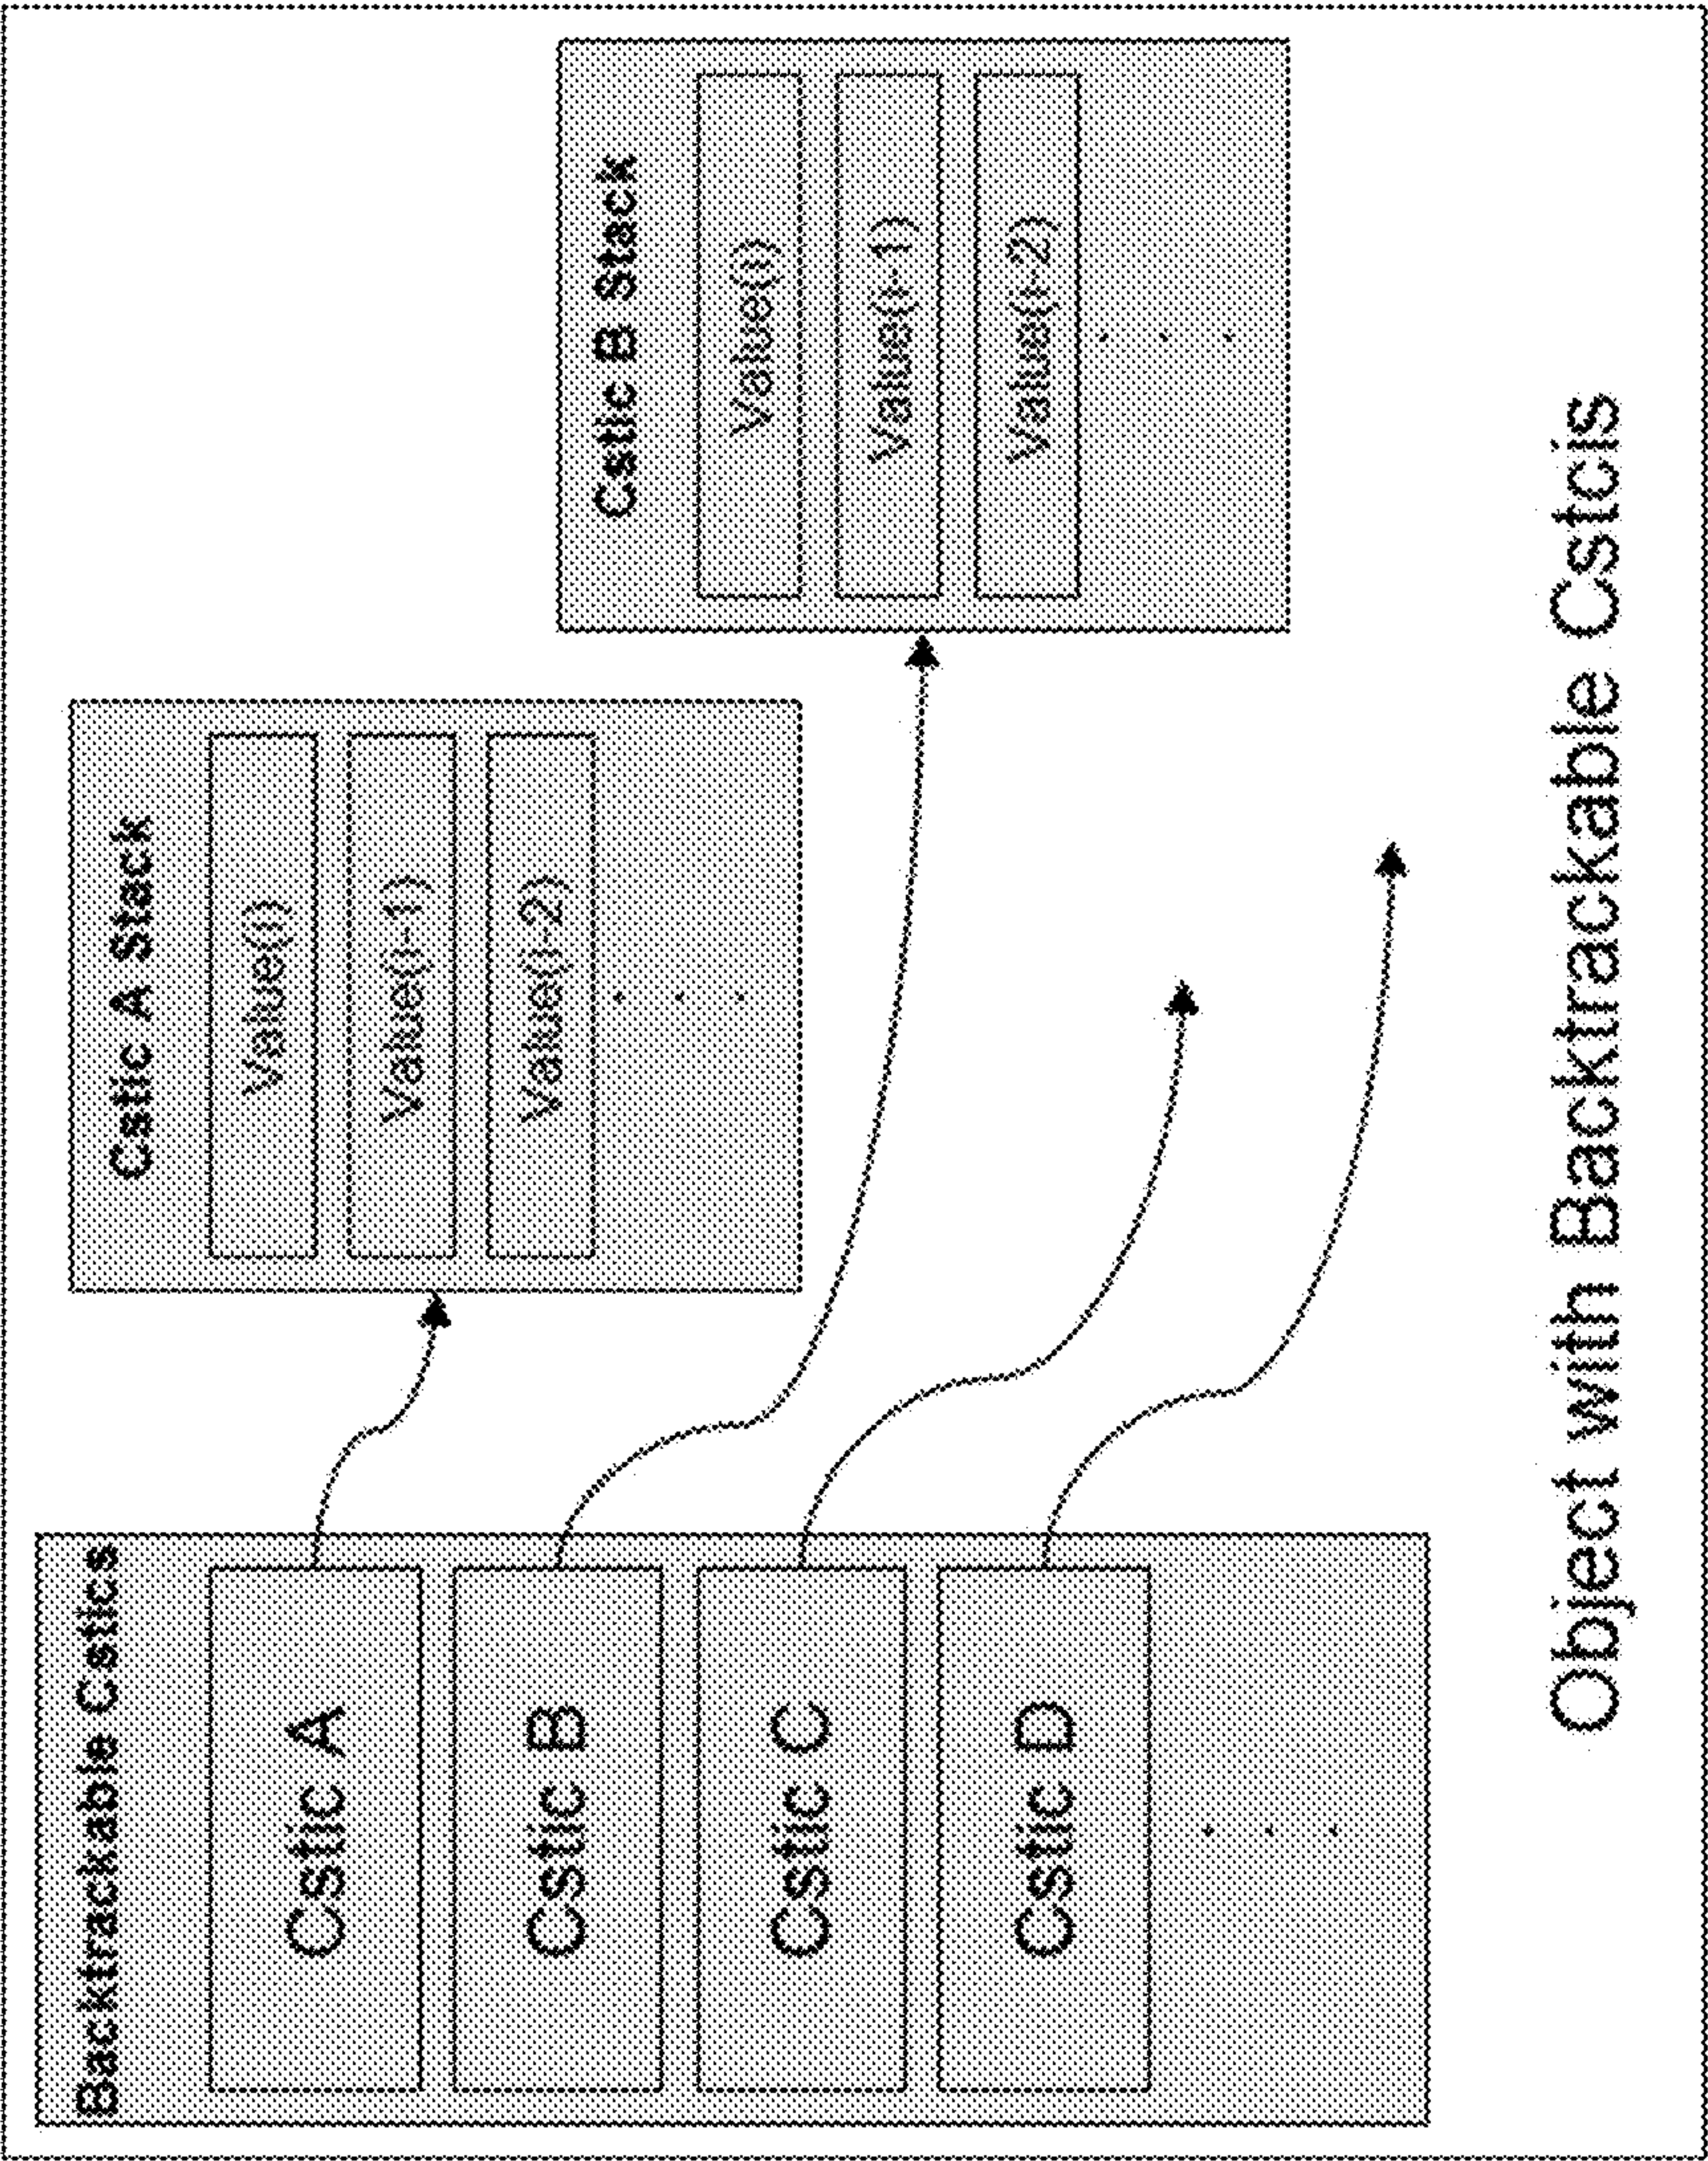 Backtrackable Cstics
Cstic A
Cstic B
Cstic C
Cstic D
Cstic A Stack
Value(i)
Value(i-1)
Value(i-2)
Cstic B Stack
Value(i)
Value(i-1)
Value(i-2)
Object with Backtrackable Cstcis